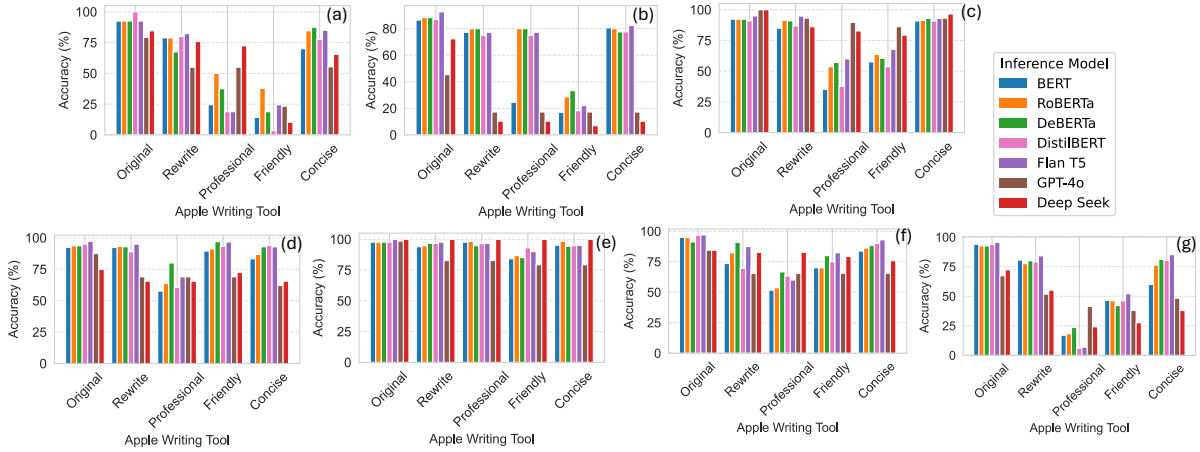 (a)
Accuracy (%)
100
75
50
25
0
Original
Rewrite
Professional
Friendly
Concise
Apple Writing Tool
(b)
Accuracy (%)
80
60
40
20
0
Original
Rewrite
Professional
Friendly
Concise
Apple Writing Tool
(c)
Accuracy (%)
100
75
50
25
0
Original
Rewrite
Professional
Friendly
Concise
Apple Writing Tool
Inference Model
BERT
RoBERTa
DeBERTa
DistilBERT
Flan T5
GPT-4o
Deep Seek
(d)
Accuracy (%)
100
75
50
25
0
Original
Rewrite
Professional
Friendly
Concise
Apple Writing Tool
(e)
Accuracy (%)
100
75
50
25
0
Original
Rewrite
Professional
Friendly
Concise
Apple Writing Tool
(f)
Accuracy (%)
100
75
50
25
0
Original
Rewrite
Professional
Friendly
Concise
Apple Writing Tool
(g)
Accuracy (%)
100
75
50
25
0
Original
Rewrite
Professional
Friendly
Concise
Apple Writing Tool